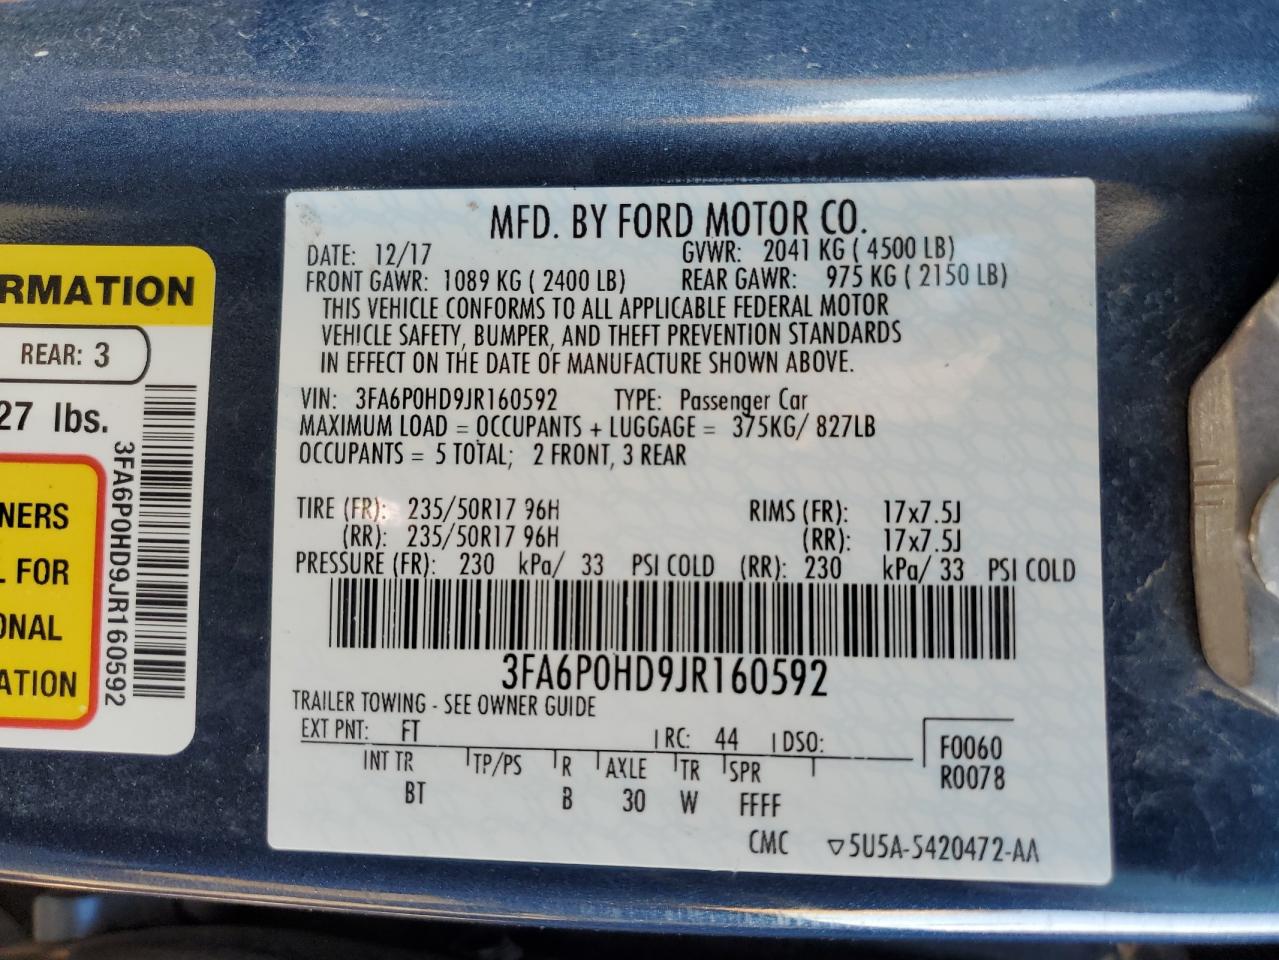 RMATION
REAR: 3
27 lbs.
NERS
FOR
ONAL
ATION
3FA6P0HD9JR160592
MFD. BY FORD MOTOR CO.
DATE: 12/17 GVWR: 2041 KG ( 4500 LB)
FRONT GAWR: 1089 KG ( 2400 LB) REAR GAWR: 975 KG ( 2150 LB)
THIS VEHICLE CONFORMS TO ALL APPLICABLE FEDERAL MOTOR
VEHICLE SAFETY, BUMPER, AND THEFT PREVENTION STANDARDS
IN EFFECT ON THE DATE OF MANUFACTURE SHOWN ABOVE.
VIN: 3FA6P0HD9JR160592 TYPE: Passenger Car
MAXIMUM LOAD = OCCUPANTS + LUGGAGE = 375KG/ 827LB
OCCUPANTS = 5 TOTAL; 2 FRONT, 3 REAR
TIRE (FR): 235/50R17 96H RIMS (FR): 17x7.5J
(RR): 235/50R17 96H (RR): 17x7.5J
PRESSURE (FR): 230 kPa/ 33 PSI COLD (RR): 230 kPa/ 33 PSI COLD
3FA6P0HD9JR160592
TRAILER TOWING - SEE OWNER GUIDE
EXT PNT: FT RC: 44 DSO: F0060
INT TR TP/PS R AXLE TR SPR R0078
BT B 30 W FFFF
CMC ▽5U5A-5420472-AA